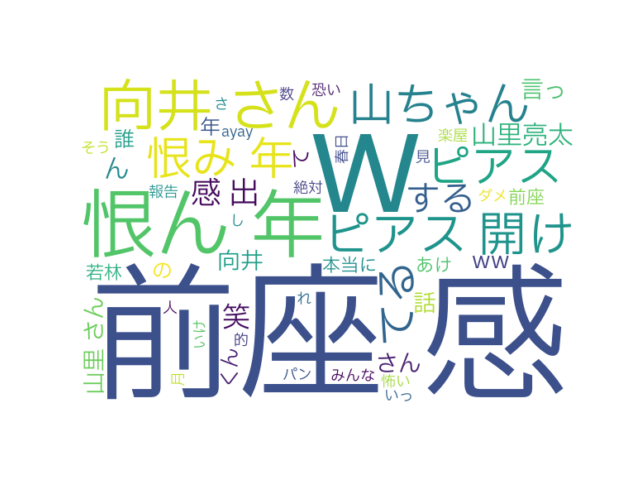 向井 さん
山ちゃん
言っ
数
恐い
さ
年
ayay
誰
そう
ん
恨み 年
て
W
春日
楽屋
山里亮太
見
ピアス
報告
感 出
絶対
する
ダメ
前座
恨ん 年
し
ピアス 開け
若林
の
向井
本当に
あけ
ww
前座 感
てる
人
れ
話
山里 さん
けい
笑
的
くん
月
パン
みんな
さん
怖い
いっ